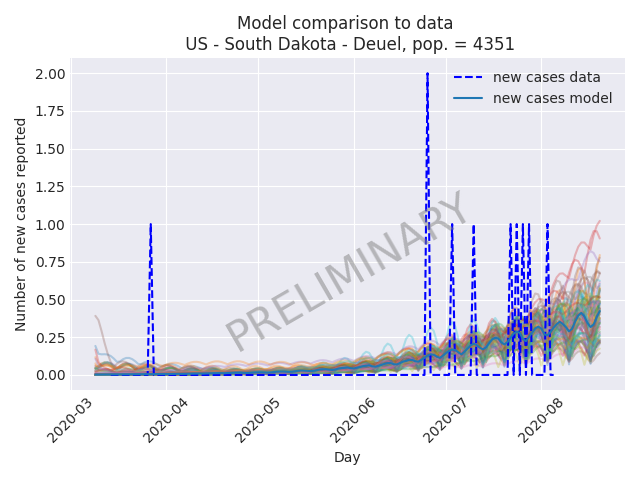 Model comparison to data
US - South Dakota - Deuel, pop. = 4351
new cases data
new cases model
PRELIMINARY
Number of new cases reported
2.00
1.75
1.50
1.25
1.00
0.75
0.50
0.25
0.00
2020-03
2020-04
2020-05
2020-06
2020-07
2020-08
Day